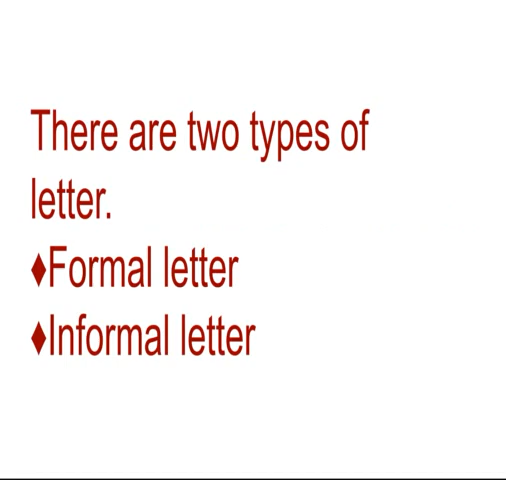 There are two types of
letter.
♦Formal letter
♦Informal letter